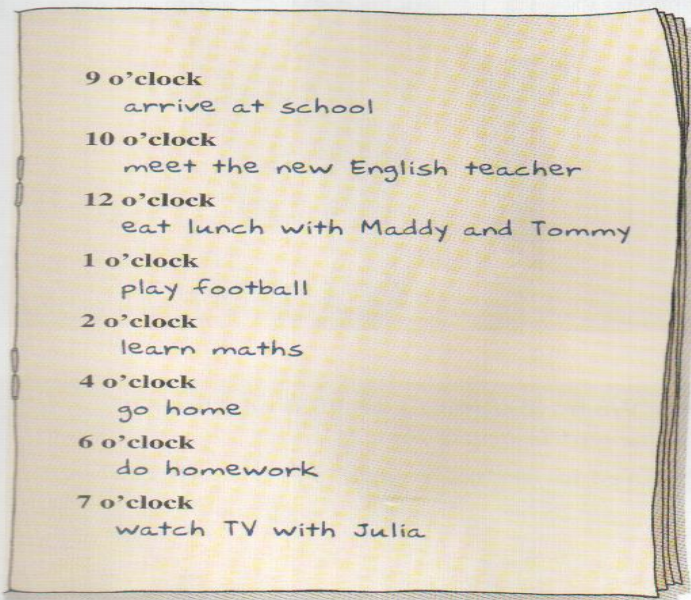 9 o'clock
arrive at school
10 o'clock
meet the new English teacher
12 o'clock
eat lunch with Maddy and Tommy
1 o'clock
play football
2 o'clock
learn maths
4 o'clock
go home
6 o'clock
do homework
7 o'clock
watch TV with Julia